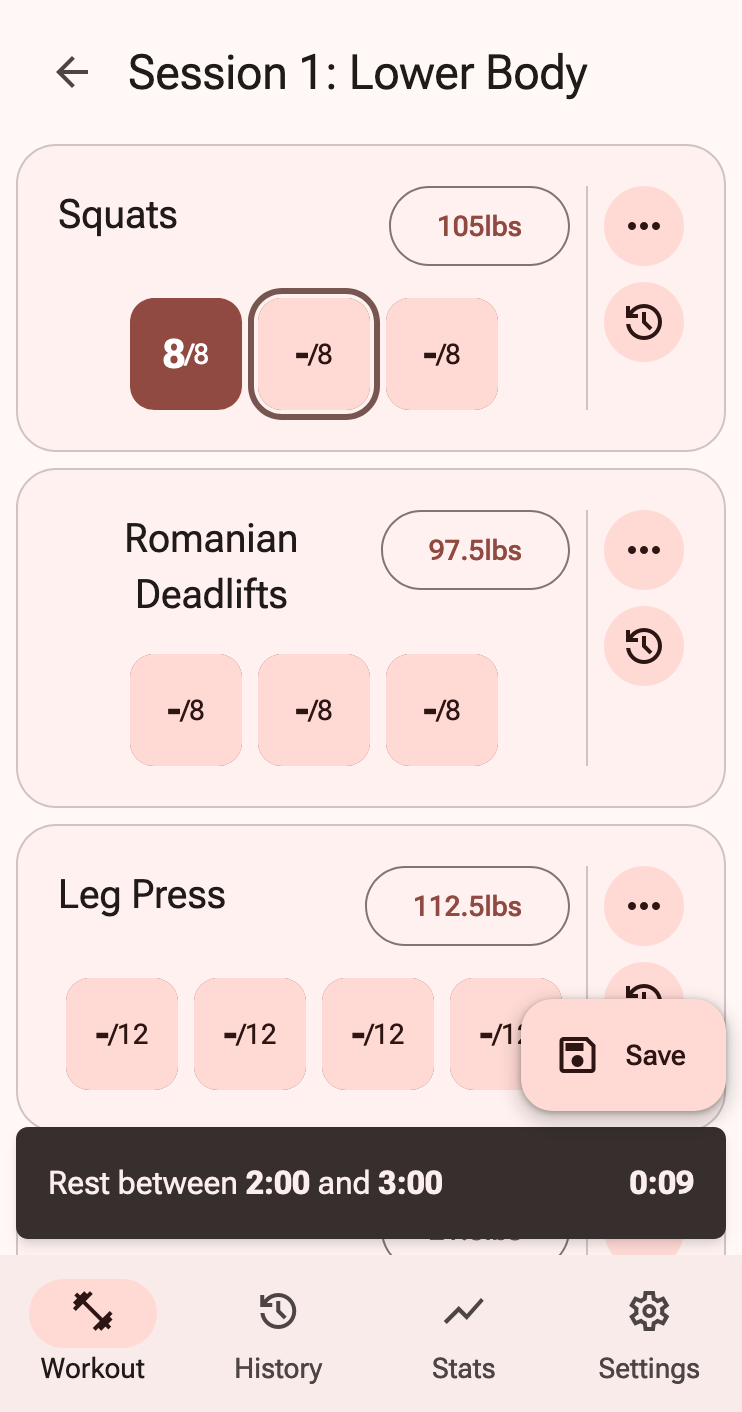 Session 1: Lower Body
Squats
105lbs
8/8
-/8
-/8
Romanian
Deadlifts
97.5lbs
-/8
-/8
-/8
Leg Press
112.5lbs
-/12
-/12
-/12
-/12
Save
Rest between 2:00 and 3:00
0:09
Workout
History
Stats
Settings